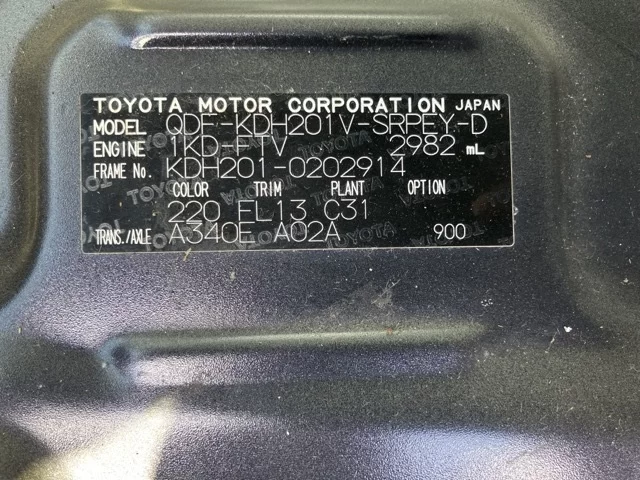 TOYOTA MOTOR CORPORATION JAPAN
MODEL QDF-KDH201V-SRPEY-D
ENGINE 1KD-FTV 2982 mL
FRAME No. KDH201-0202914
COLOR TRIM PLANT OPTION
220 EL13 C31
TRANS./AXLE A340E A02A 900